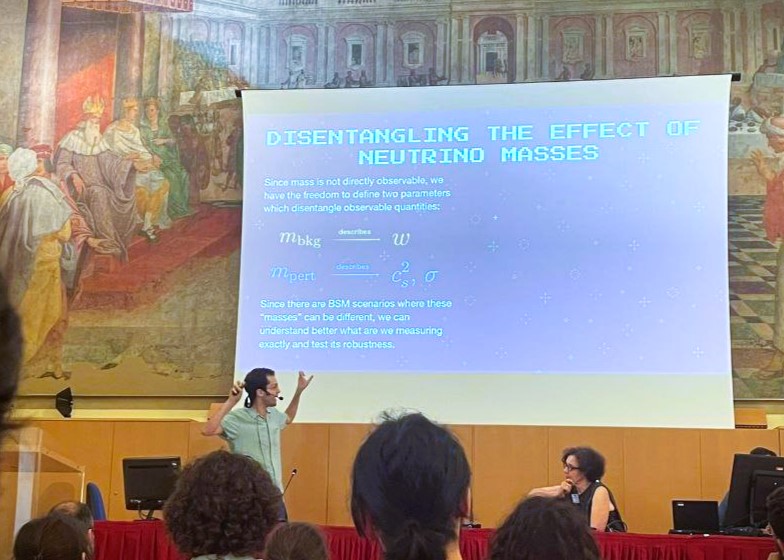 DISENTANGLING THE EFFECT OF
NEUTRINO MASSES
Since mass is not directly observable, we
have the freedom to define two parameters
which disentangle observable quantities:
m_bkg describes w
m_pert describes c_s^2, σ
Since there are BSM scenarios where these
"masses" can be different, we can
understand better what are we measuring
exactly and test its robustness.